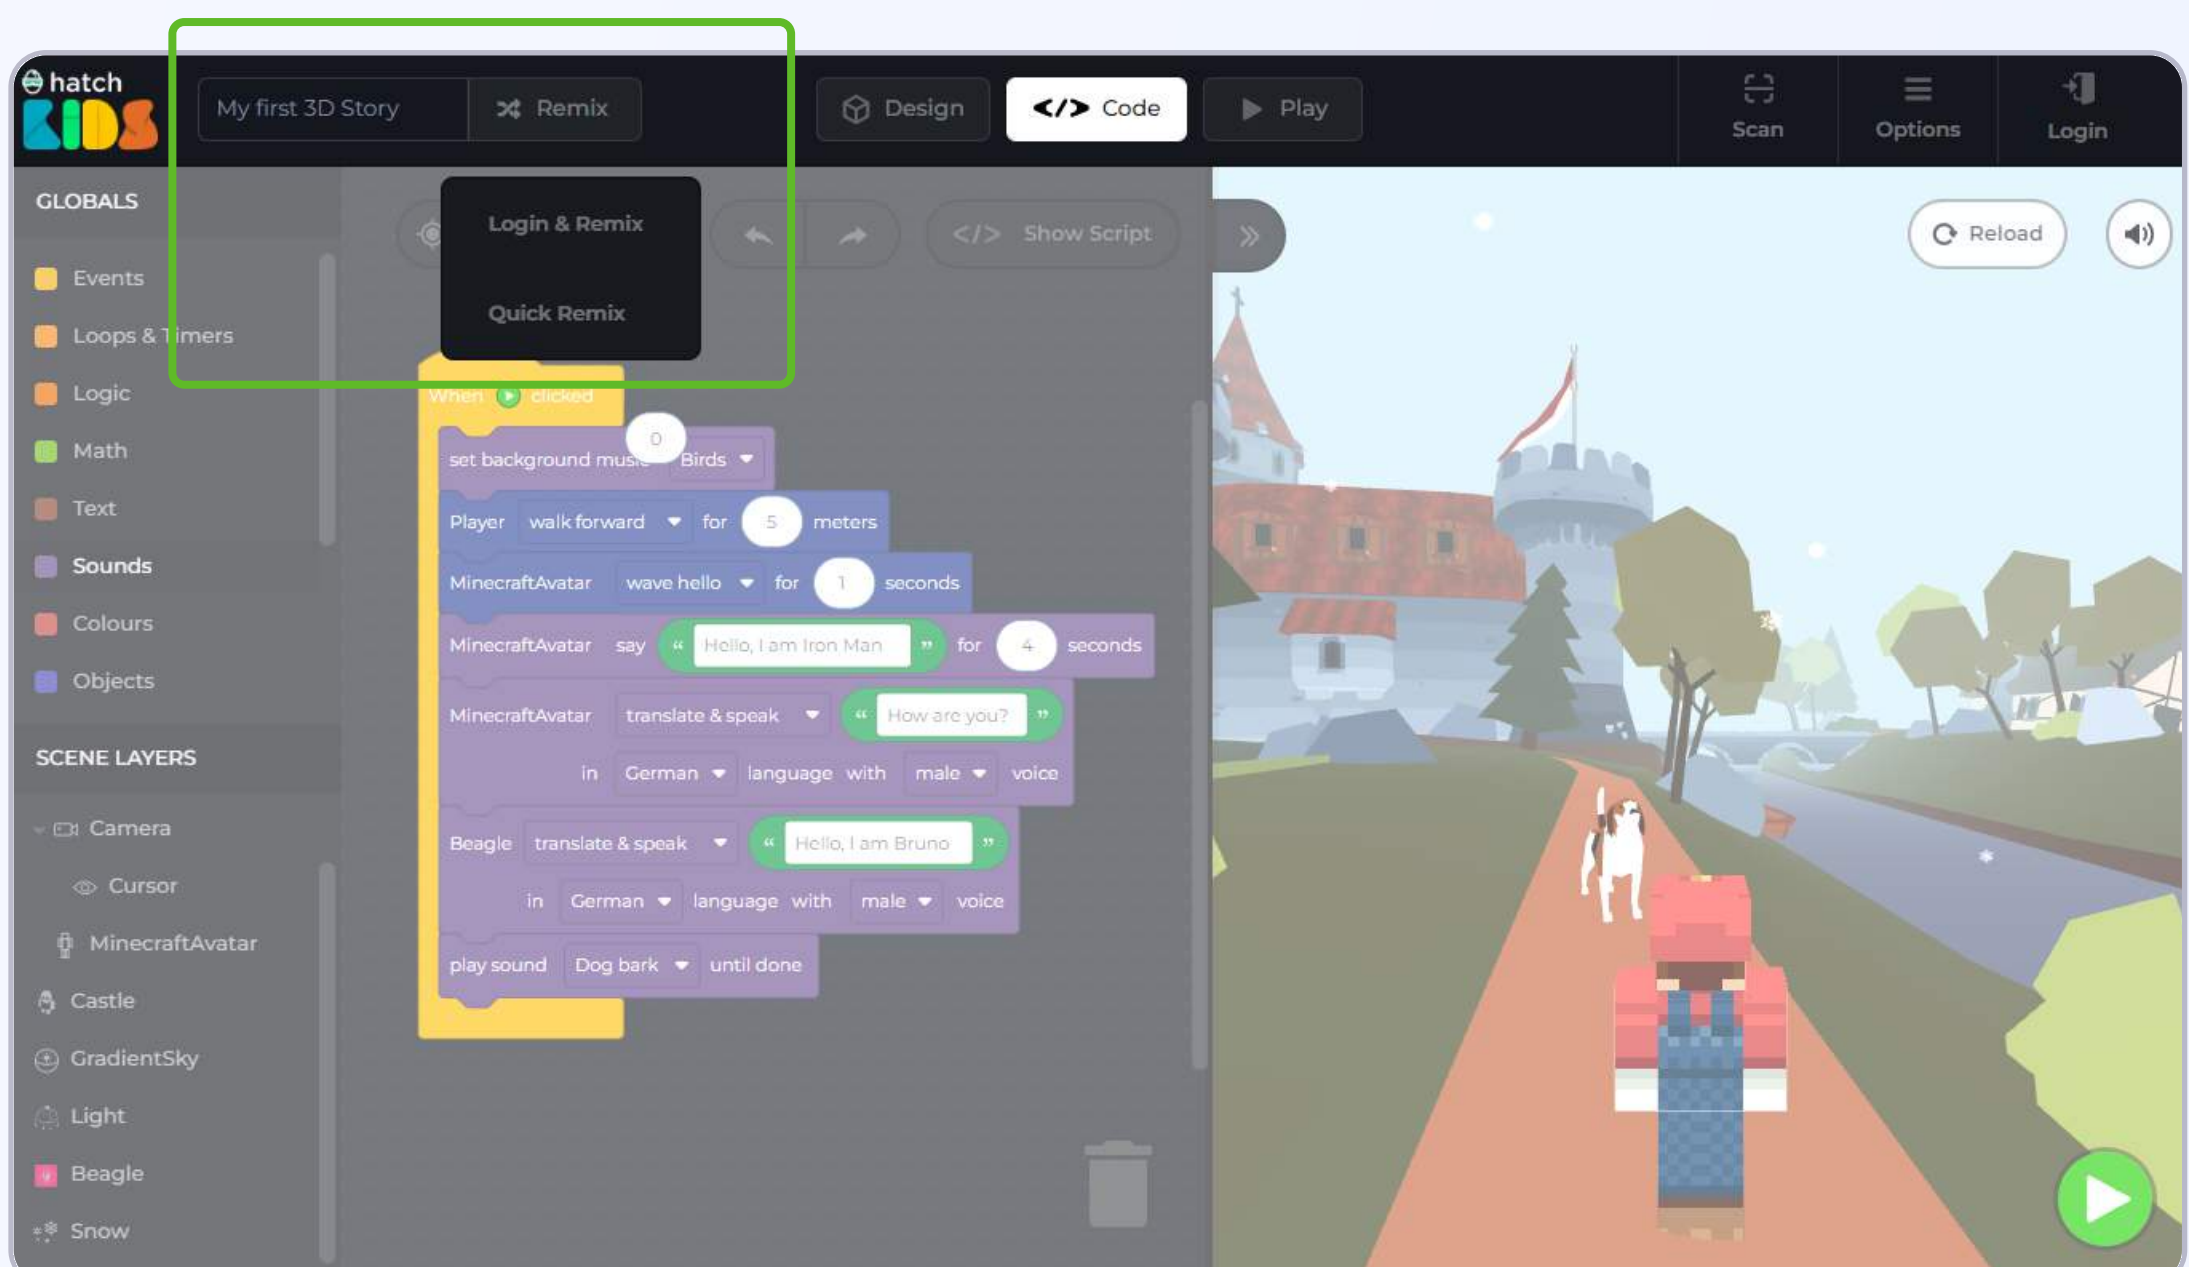 hatch
KIDS
My first 3D Story
Remix
Design
</> Code
Play
Scan
Options
Login
Login & Remix
Quick Remix
</> Show Script
Reload
GLOBALS
Events
Loops & Timers
Logic
Math
Text
Sounds
Colours
Objects
SCENE LAYERS
Camera
Cursor
MinecraftAvatar
Castle
GradientSky
Light
Beagle
Snow
When clicked
0
set background music Birds
Player walk forward for 5 meters
MinecraftAvatar wave hello for 1 seconds
MinecraftAvatar say “ Hello, I am Iron Man ” for 4 seconds
MinecraftAvatar translate & speak “ How are you? ”
in German language with male voice
Beagle translate & speak “ Hello, I am Bruno ”
in German language with male voice
play sound Dog bark until done